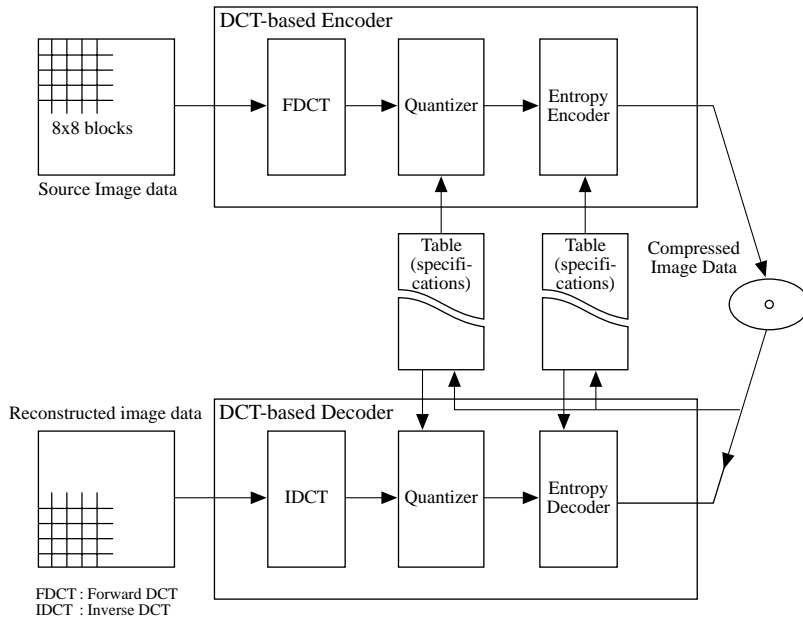 DCT-based Encoder
8x8 blocks
FDCT
Quantizer
Entropy
Encoder
Source Image data
Table
(specifi-
cations)
Table
(specifi-
cations)
Compressed
Image Data
Reconstructed image data
DCT-based Decoder
IDCT
Quantizer
Entropy
Decoder
FDCT : Forward DCT
IDCT : Inverse DCT